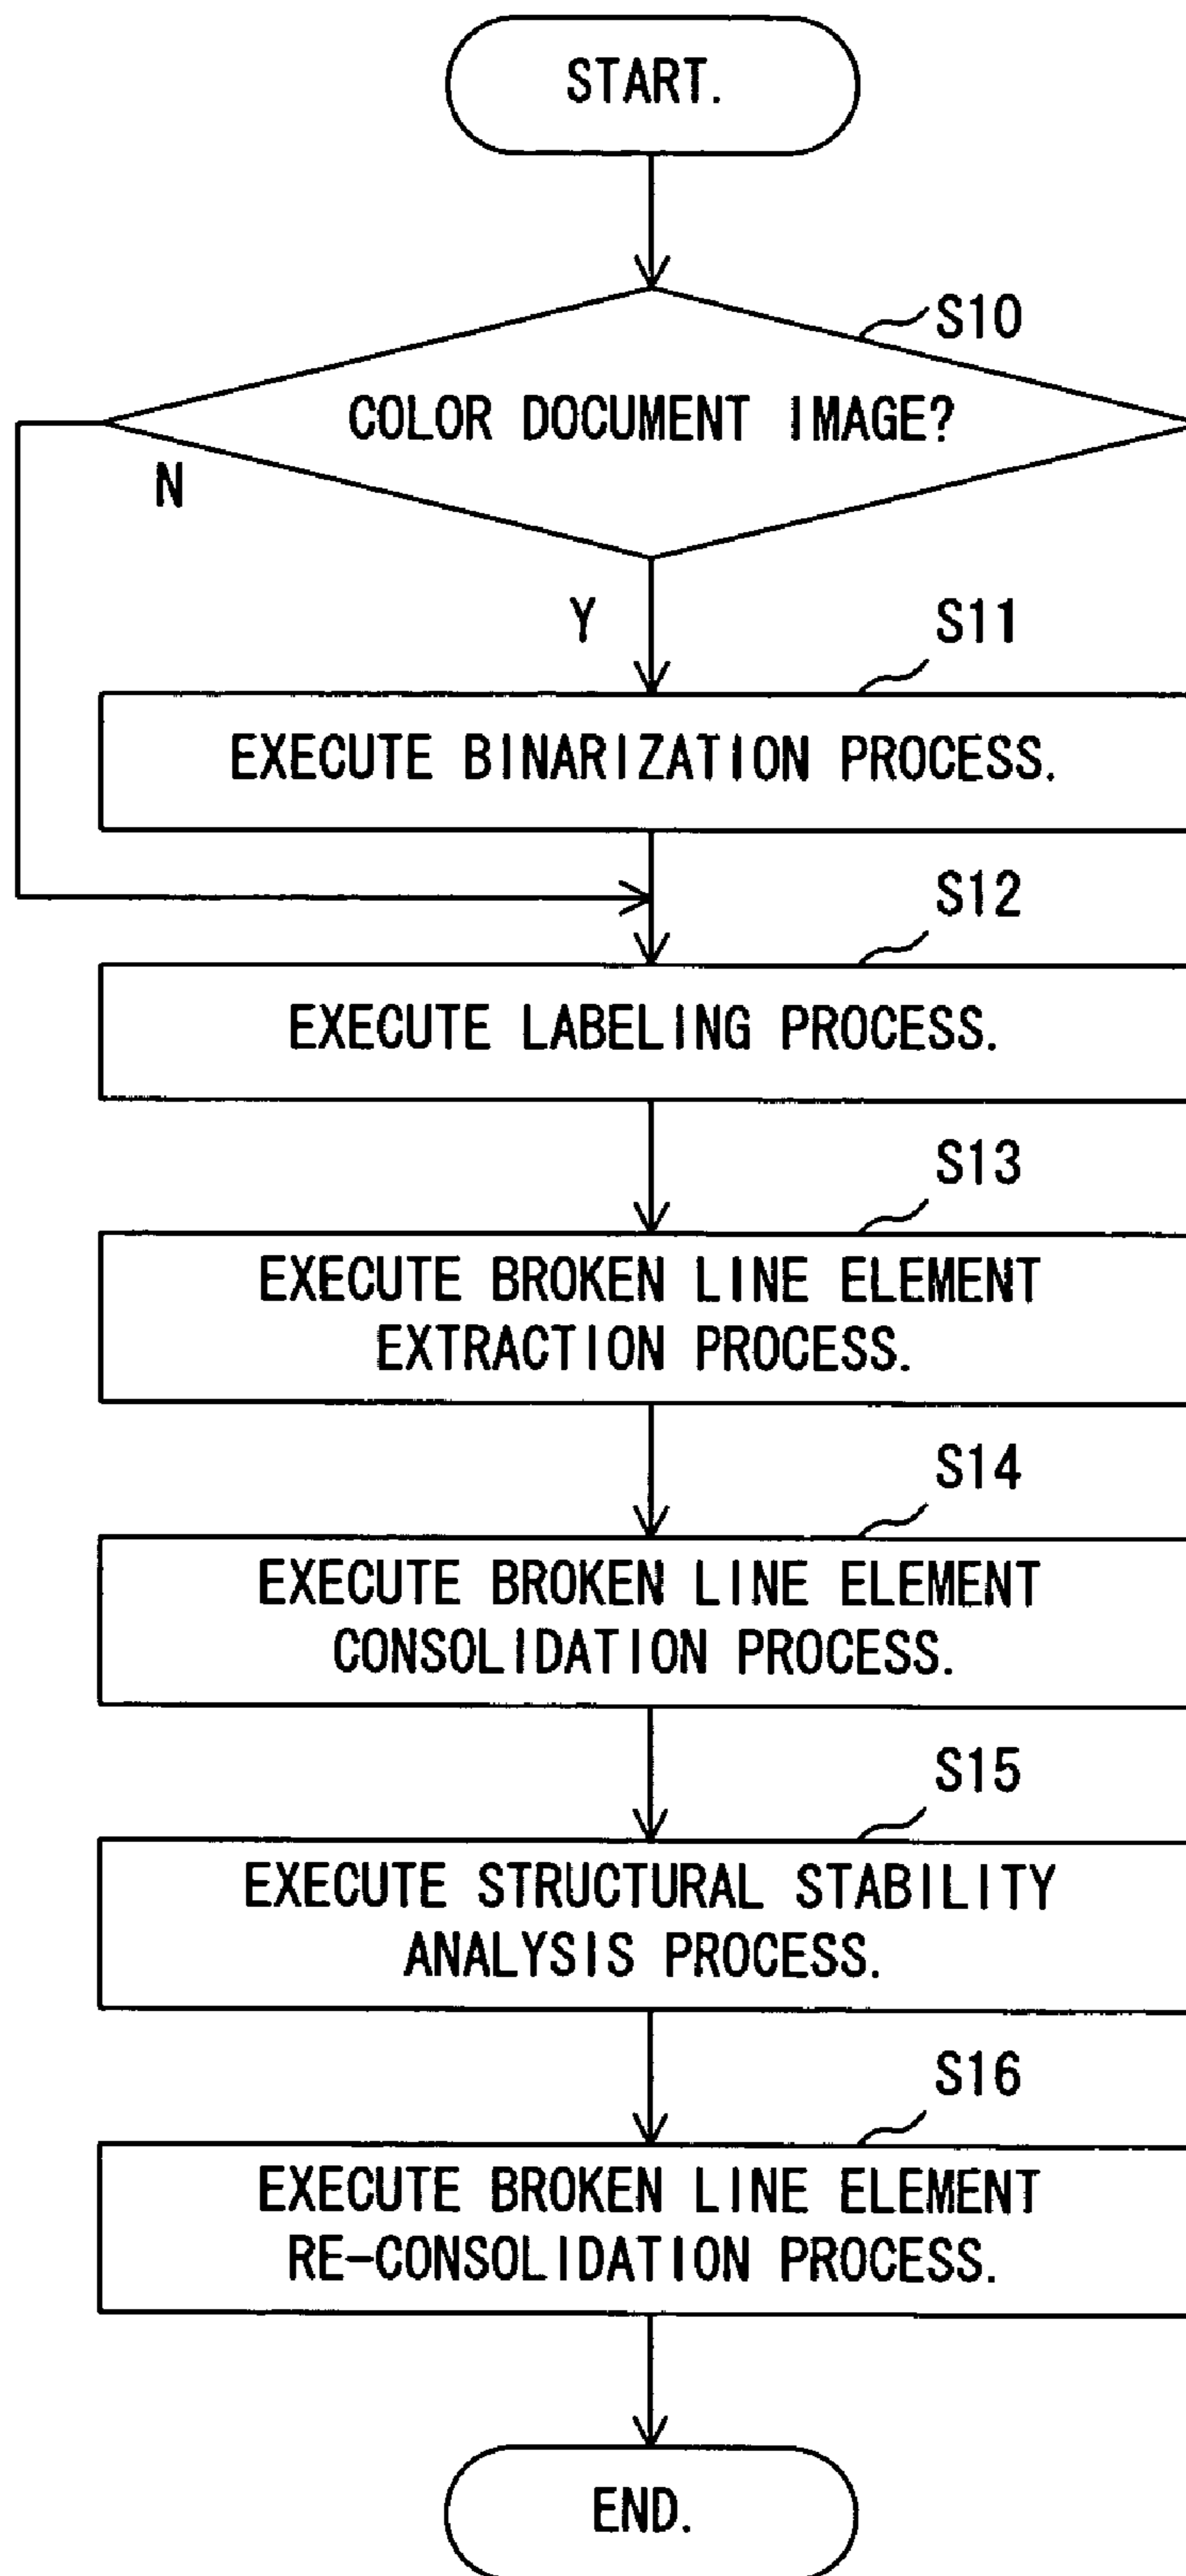 START.
S10
COLOR DOCUMENT IMAGE?
N
Y
S11
EXECUTE BINARIZATION PROCESS.
S12
EXECUTE LABELING PROCESS.
S13
EXECUTE BROKEN LINE ELEMENT
EXTRACTION PROCESS.
S14
EXECUTE BROKEN LINE ELEMENT
CONSOLIDATION PROCESS.
S15
EXECUTE STRUCTURAL STABILITY
ANALYSIS PROCESS.
S16
EXECUTE BROKEN LINE ELEMENT
RE-CONSOLIDATION PROCESS.
END.